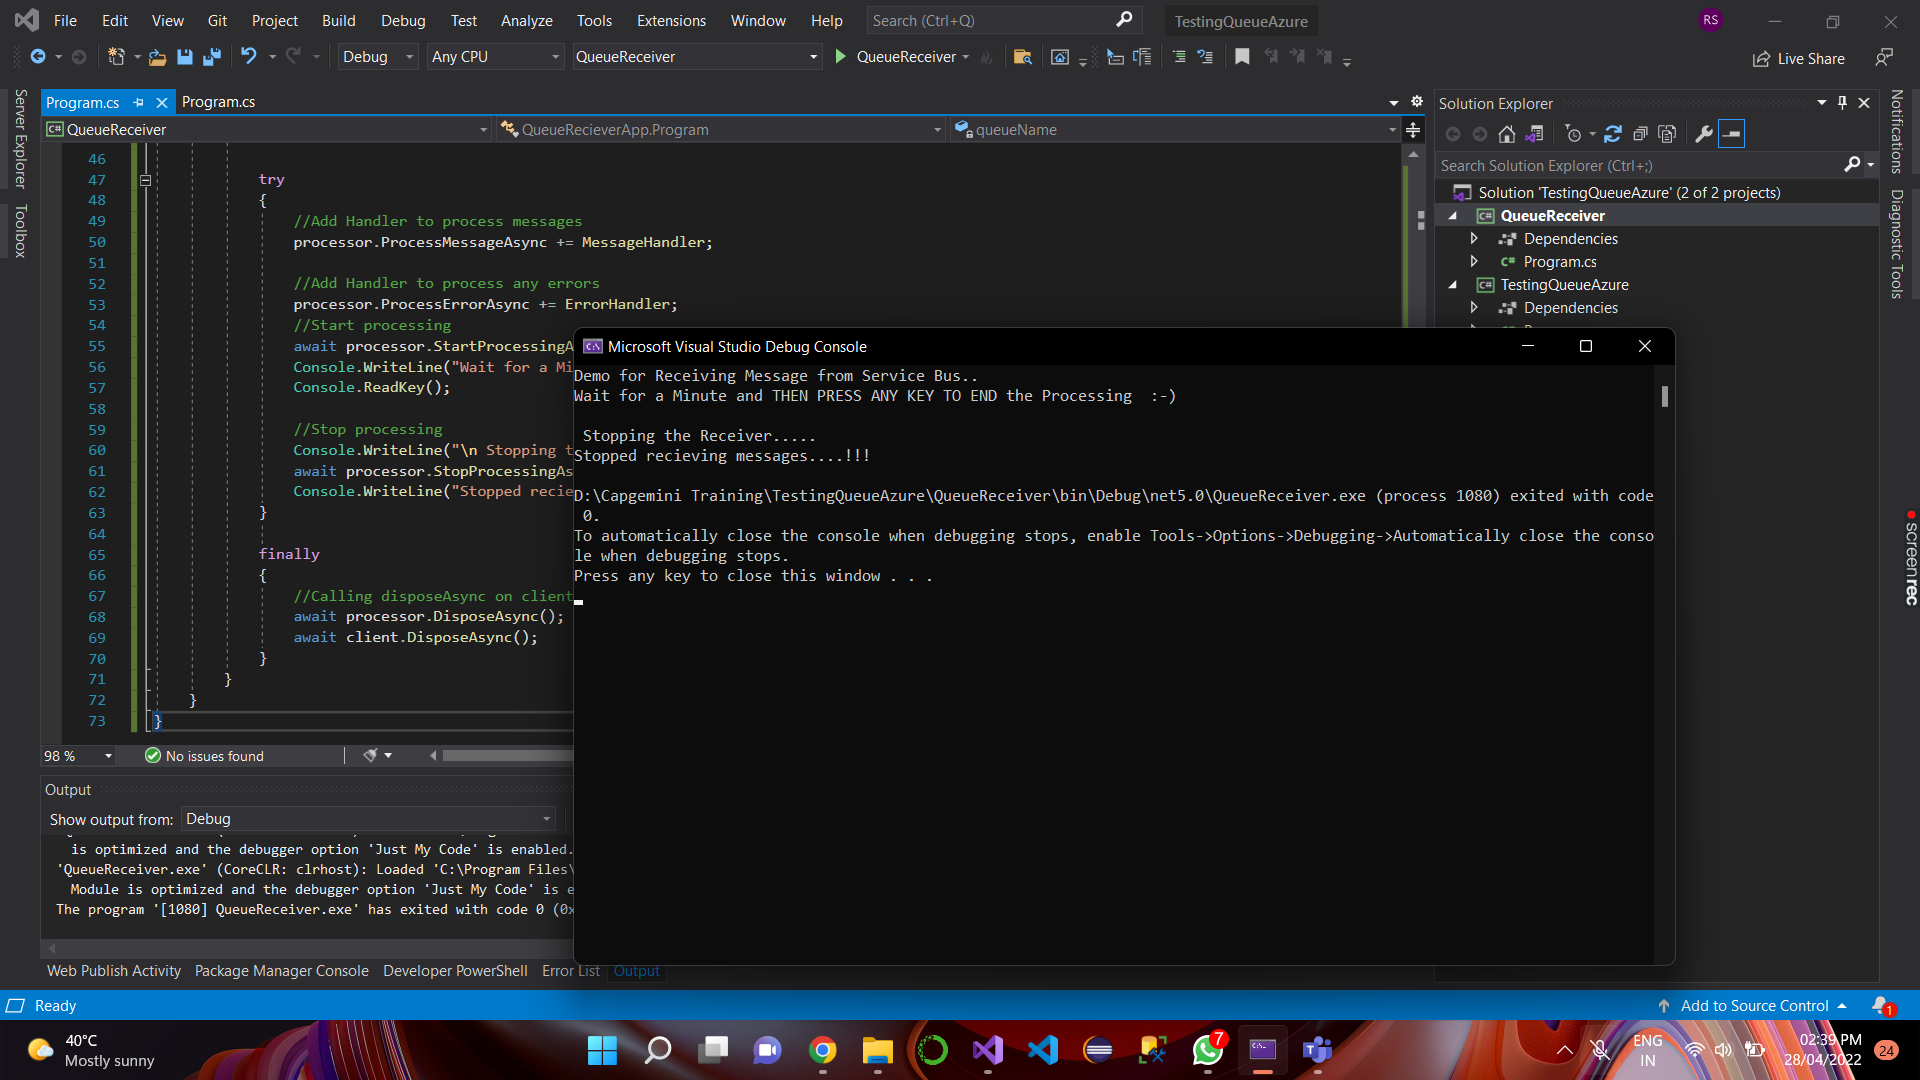 File Edit View Git Project Build Debug Test Analyze Tools Extensions Window Help Search (Ctrl+Q) TestingQueueAzure RS
Debug Any CPU QueueReceiver QueueReceiver Live Share
Server Explorer
Toolbox
Program.cs Program.cs
QueueReceiver QueueRecieverApp.Program queueName
46
47 try
48 {
49 //Add Handler to process messages
50 processor.ProcessMessageAsync += MessageHandler;
51
52 //Add Handler to process any errors
53 processor.ProcessErrorAsync += ErrorHandler;
54 //Start processing
55 await processor.StartProcessingA
56 Console.WriteLine("Wait for a Mi
57 Console.ReadKey();
58
59 //Stop processing
60 Console.WriteLine("\n Stopping t
61 await processor.StopProcessingAs
62 Console.WriteLine("Stopped recie
63 }
64
65 finally
66 {
67 //Calling disposeAsync on client
68 await processor.DisposeAsync();
69 await client.DisposeAsync();
70 }
71 }
72 }
73 }
98 % No issues found
Output
Show output from: Debug
is optimized and the debugger option 'Just My Code' is enabled.
'QueueReceiver.exe' (CoreCLR: clrhost): Loaded 'C:\Program Files\
Module is optimized and the debugger option 'Just My Code' is e
The program '[1080] QueueReceiver.exe' has exited with code 0 (0x
Web Publish Activity Package Manager Console Developer PowerShell Error List Output
Microsoft Visual Studio Debug Console
Demo for Receiving Message from Service Bus..
Wait for a Minute and THEN PRESS ANY KEY TO END the Processing :-)
Stopping the Receiver.....
Stopped recieving messages....!!!
D:\Capgemini Training\TestingQueueAzure\QueueReceiver\bin\Debug\net5.0\QueueReceiver.exe (process 1080) exited with code
0.
To automatically close the console when debugging stops, enable Tools->Options->Debugging->Automatically close the conso
le when debugging stops.
Press any key to close this window . . .
Solution Explorer
Search Solution Explorer (Ctrl+;)
Solution 'TestingQueueAzure' (2 of 2 projects)
QueueReceiver
Dependencies
Program.cs
TestingQueueAzure
Dependencies
Notifications
Diagnostic Tools
screenrec
Ready Add to Source Control 1
40°C
Mostly sunny
7
ENG
IN
02:39 PM
28/04/2022
24